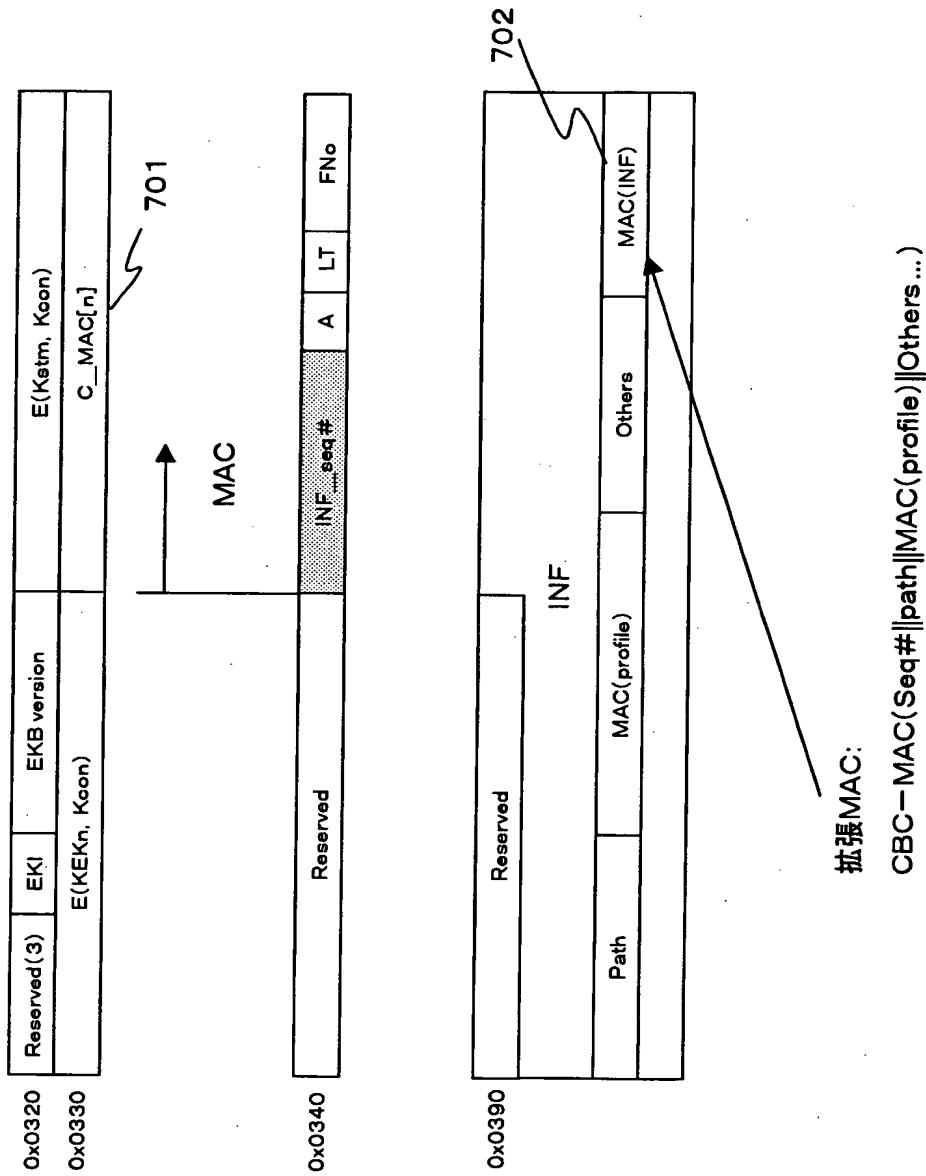 0x0320
Reserved(3)
EKI
EKB version
E(Kstm, Kcon)
0x0330
E(KEKn, Kcon)
C_MAC[n]
701
MAC
0x0340
Reserved
INF_seq#
A
LT
FNo
702
0x0390
Reserved
INF
Path
MAC(profile)
Others
MAC(INF)
拡張MAC:
CBC－MAC(Seq#||path||MAC(profile)||Others...)